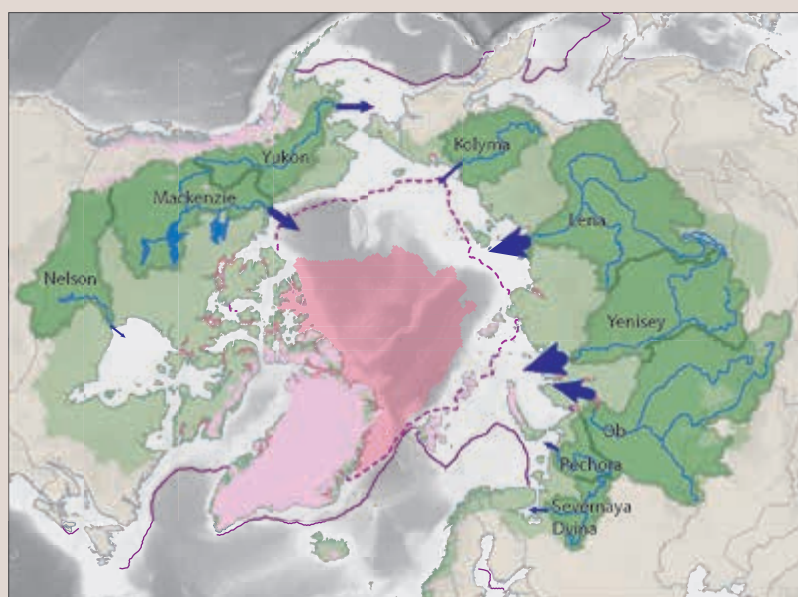 Yukon
Kolyma
Mackenzie
Lena
Nelson
Yenisey
Ob
Pechora
Severnaya
Dvina